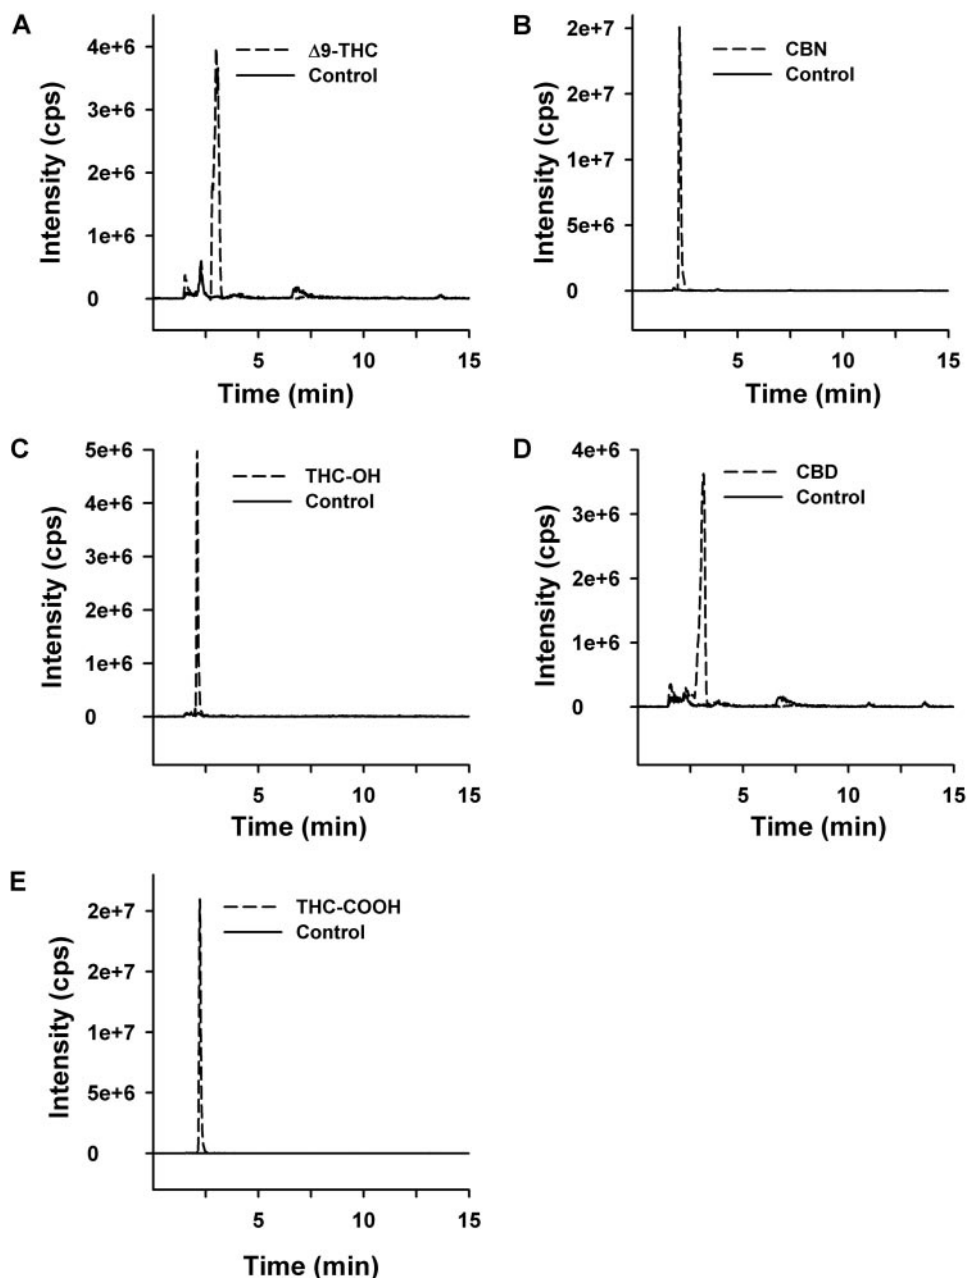 A
Δ9-THC
Control
4e+6
3e+6
2e+6
1e+6
0
Intensity (cps)
5
10
15
Time (min)
B
CBN
Control
2e+7
2e+7
1e+7
5e+6
0
Intensity (cps)
5
10
15
Time (min)
C
THC-OH
Control
5e+6
4e+6
3e+6
2e+6
1e+6
0
Intensity (cps)
5
10
15
Time (min)
D
CBD
Control
4e+6
3e+6
2e+6
1e+6
0
Intensity (cps)
5
10
15
Time (min)
E
THC-COOH
Control
2e+7
2e+7
1e+7
5e+6
0
Intensity (cps)
5
10
15
Time (min)